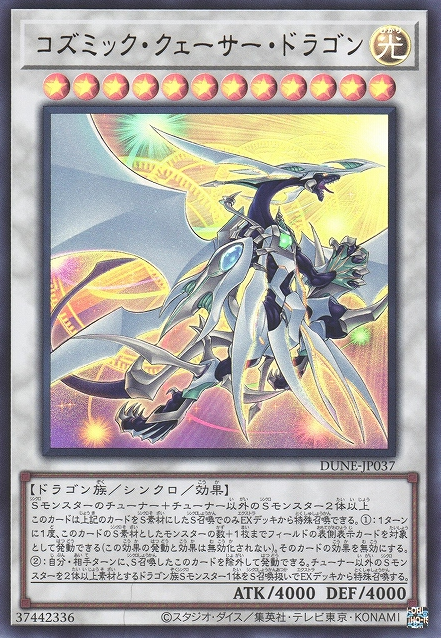 コズミック・クェーサー・ドラゴン
光
DUNE-JP037
【ドラゴン族／シンクロ／効果】
Sモンスターのチューナー＋チューナー以外のSモンスター2体以上
このカードは上記のカードをS素材にしたS召喚でのみEXデッキから特殊召喚できる。①：1ターン
に1度、このカードのS素材としたモンスターの数＋1枚までフィールドの表側表示カードを対象
として発動できる（この効果の発動と効果は無効化されない）。そのカードの効果を無効にする。
②：自分・相手ターンに、S召喚したこのカードを除外して発動できる。チューナー以外のSモン
スターを2体以上素材とするドラゴン族Sモンスター1体をS召喚扱いでEXデッキから特殊召喚する。
ATK/4000 DEF/4000
37442336
©スタジオ・ダイス/集英社・テレビ東京・KONAMI